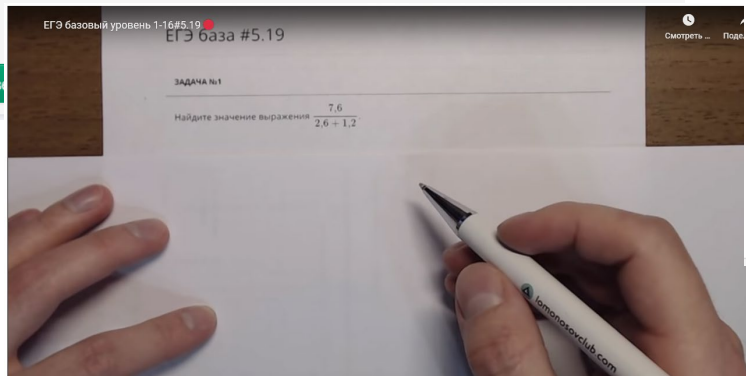 ЕГЭ базовый уровень 1-16#5.19
Смотреть ...
Поде
ЕГЭ база #5.19
ЗАДАЧА №1
Найдите значение выражения 7,6 / 2,6 + 1,2 .
lomonosovclub.com